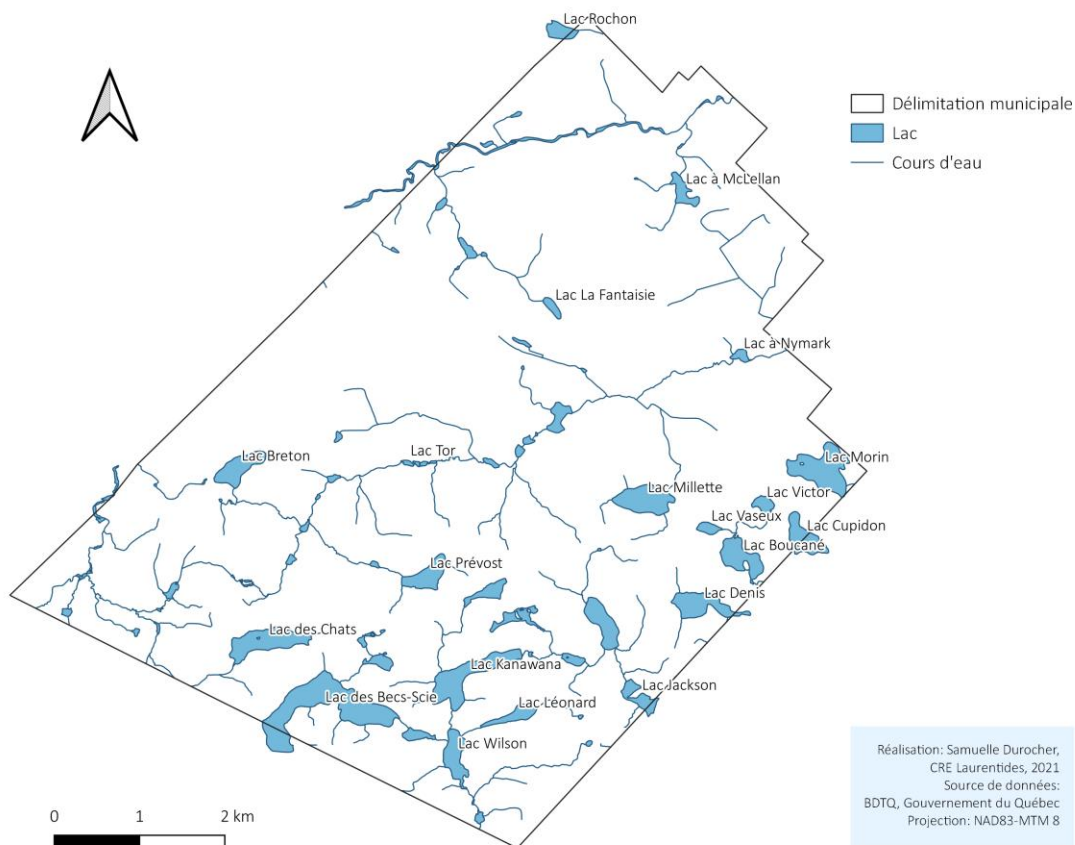 Lac Rochon
Délimitation municipale
Lac
Cours d'eau
Lac à McLellan
Lac La Fantaisie
Lac à Nymark
Lac Breton
Lac Tor
Lac Morin
Lac Millette
Lac Victor
Lac Vaseux
Lac Cupidon
Lac Boucané
Lac Prévost
Lac Denis
Lac des Chats
Lac Kanawana
Lac Jackson
Lac des Becs-Scie
Lac Léonard
Lac Wilson
Réalisation: Samuelle Durocher,
CRE Laurentides, 2021
Source de données:
BDTQ, Gouvernement du Québec
Projection: NAD83-MTM 8
0 1 2 km